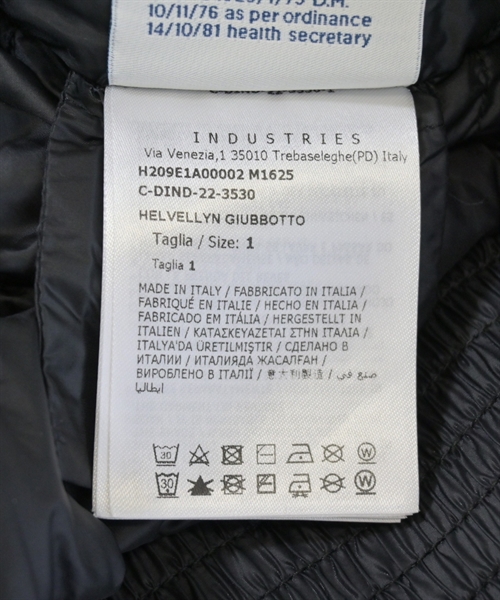 10/11/76 as per ordinance
14/10/81 health secretary
INDUSTRIES
Via Venezia,1 35010 Trebaseleghe(PD) Italy
H209E1A00002 M1625
C-DIND-22-3530
HELVELLYN GIUBBOTTO
Taglia / Size: 1
Taglia 1
MADE IN ITALY / FABBRICATO IN ITALIA /
FABRIQUÉ EN ITALIE / HECHO EN ITALIA /
FABRICADO EM ITÁLIA / HERGESTELLT IN
ITALIEN / ΚΑΤΑΣΚΕΥΑΖΕΤΑΙ ΣΤΗΝ ΙΤΑΛΙΑ /
ITALYA'DA ÜRETILMIŞTIR / СДЕЛАНО В
ИТАЛИИ / ИТАЛИЯДА ЖАСАЛҒАН /
ВИРОБЛЕНО В ІТАЛІЇ / 意大利製造 / صنع في
ايطاليا
30 W
30 W